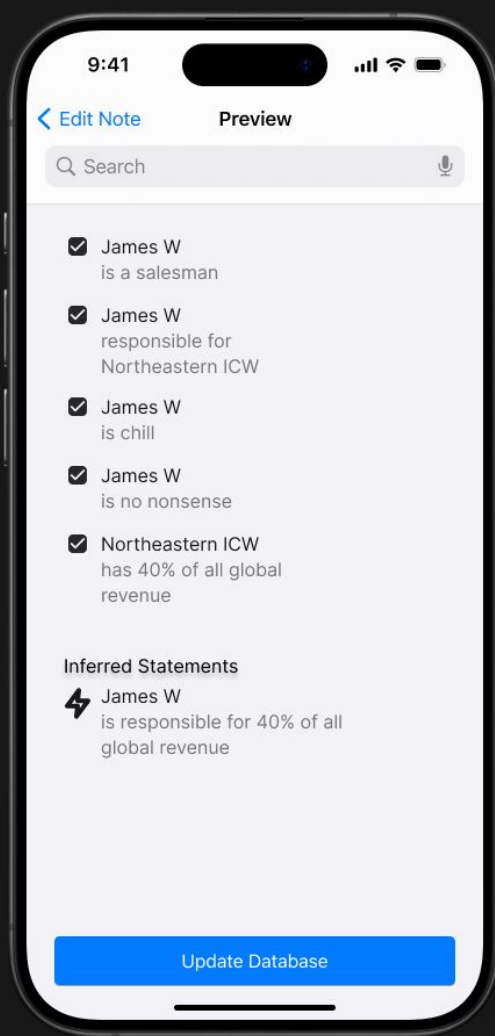 9:41
Edit Note
Preview
Search
James W
is a salesman
James W
responsible for
Northeastern ICW
James W
is chill
James W
is no nonsense
Northeastern ICW
has 40% of all global
revenue
Inferred Statements
James W
is responsible for 40% of all
global revenue
Update Database